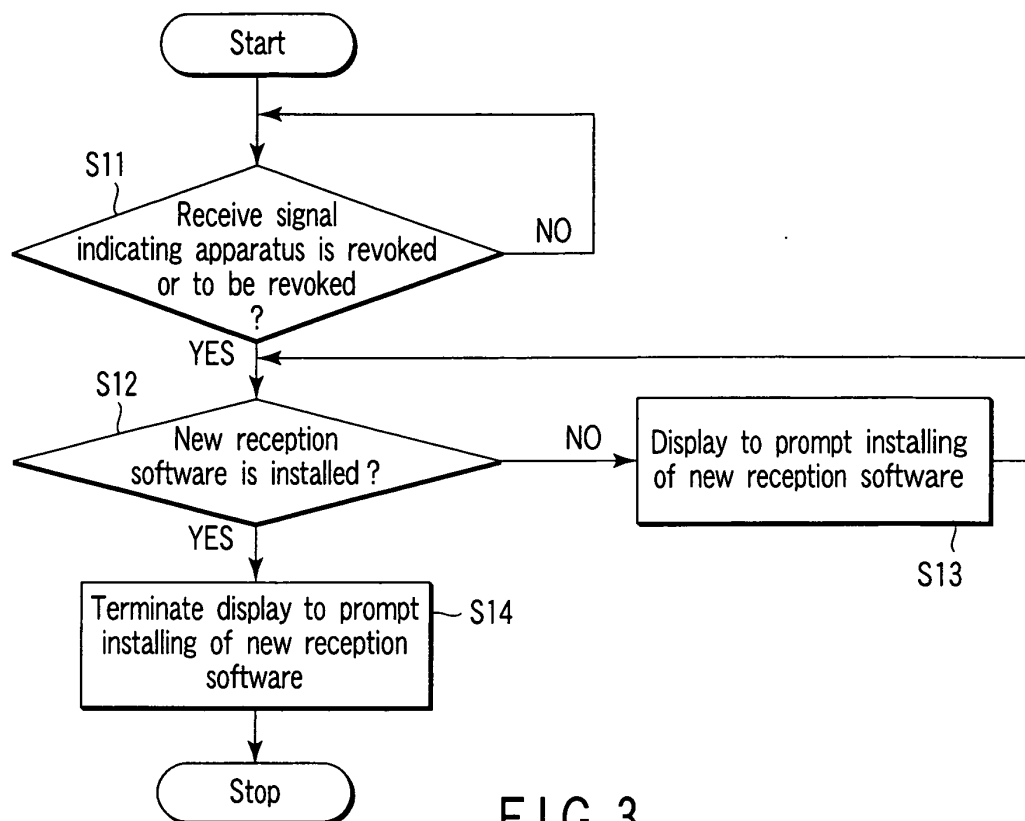 Start
S11
Receive signal
indicating apparatus is revoked
or to be revoked
?
NO
YES
S12
New reception
software is installed ?
NO
Display to prompt installing
of new reception software
S13
YES
Terminate display to prompt
installing of new reception
software
S14
Stop
FIG. 3